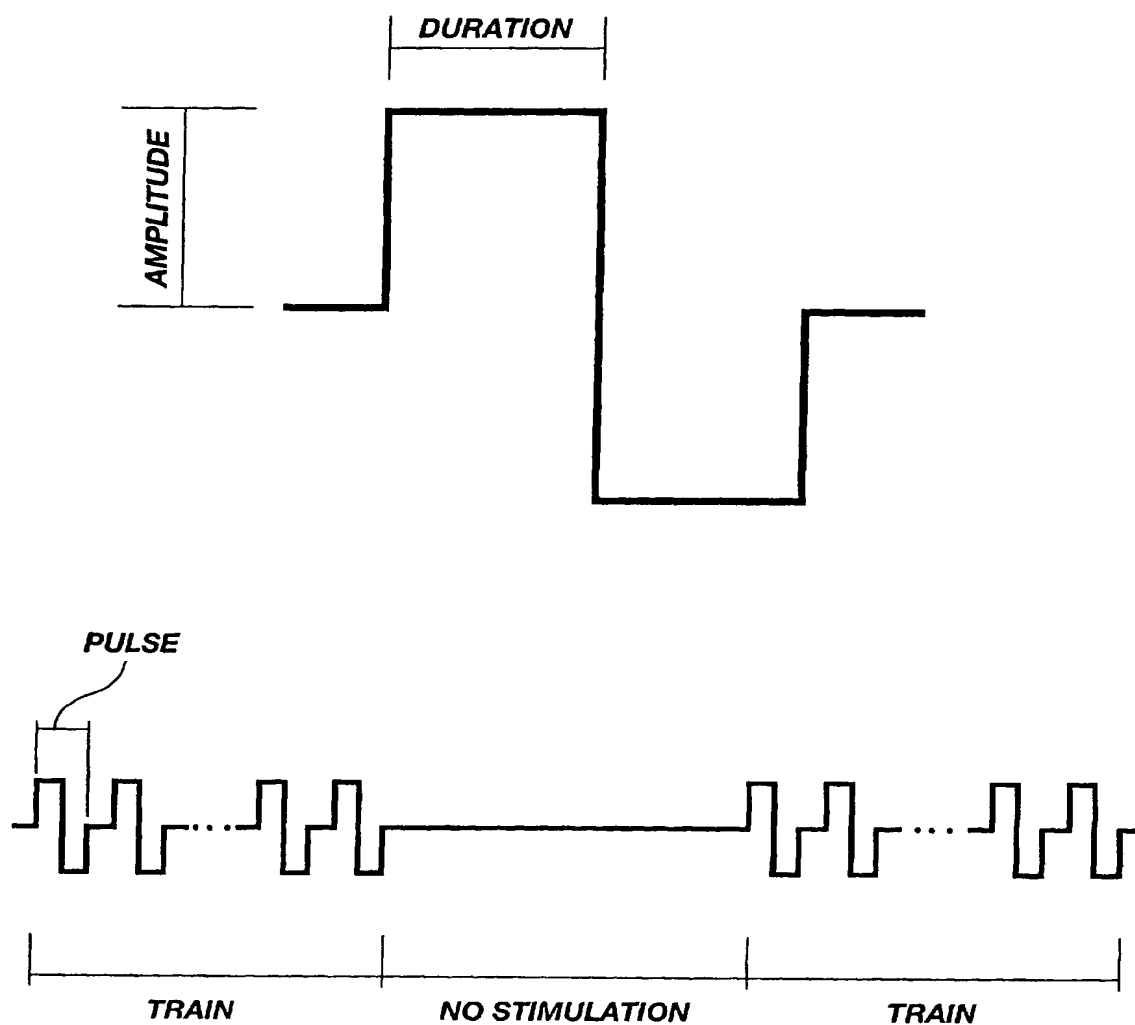 DURATION
AMPLITUDE
PULSE
TRAIN
NO STIMULATION
TRAIN